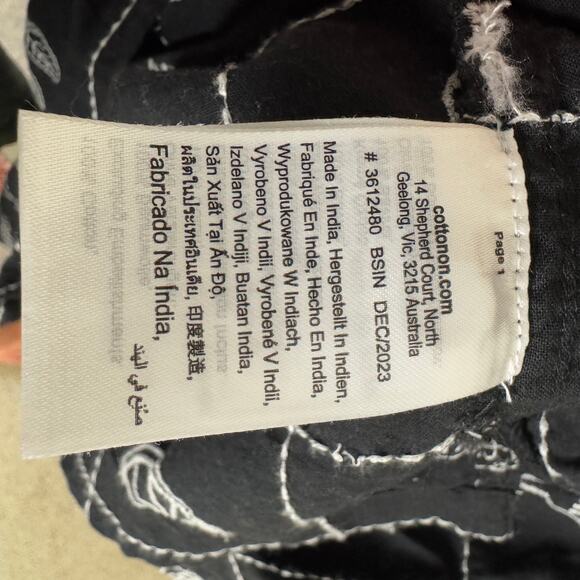 Page 1
cottonon.com
14 Shepherd Court, North
Geelong, Vic, 3215 Australia
# 3612480 BSIN DEC/2023
Made In India, Hergestellt In Indien,
Fabriqué En Inde, Hecho En India,
Wyprodukowane W Indiach,
Vyrobeno V Indii, Vyrobené V Indii,
Izdelano V Indiji, Buatan India,
Sản Xuất Tại Ấn Độ,
ผลิตในประเทศอินเดีย, 印度製造,
Fabricado Na Índia,
صُنع في الهند